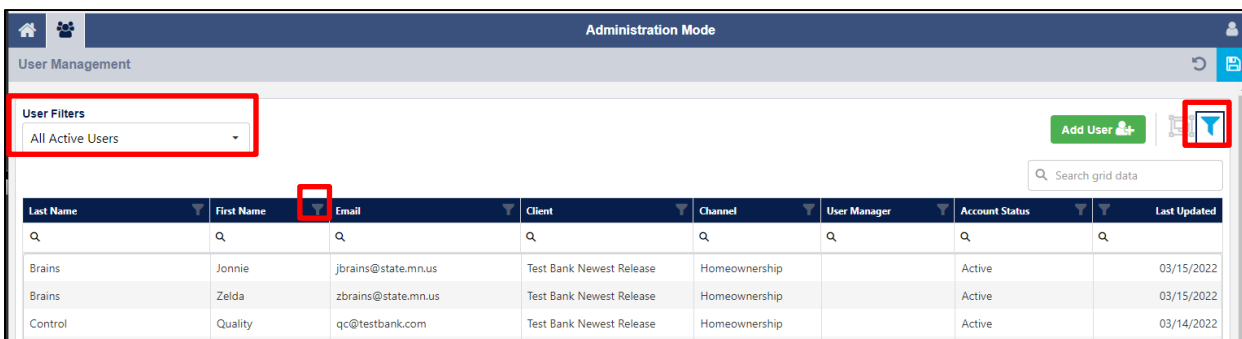 Administration Mode
User Management
User Filters
All Active Users
Add User
Search grid data
Last Name First Name Email Client Channel User Manager Account Status Last Updated
Brains Jonnie jbrains@state.mn.us Test Bank Newest Release Homeownership Active 03/15/2022
Brains Zelda zbrains@state.mn.us Test Bank Newest Release Homeownership Active 03/15/2022
Control Quality qc@testbank.com Test Bank Newest Release Homeownership Active 03/14/2022